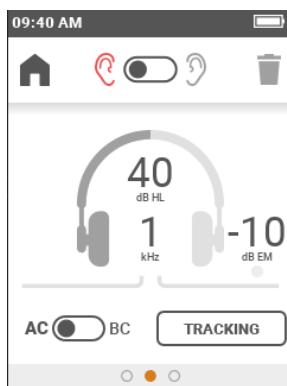 09:40 AM
40
dB HL
1
kHz
-10
dB EM
AC BC
TRACKING